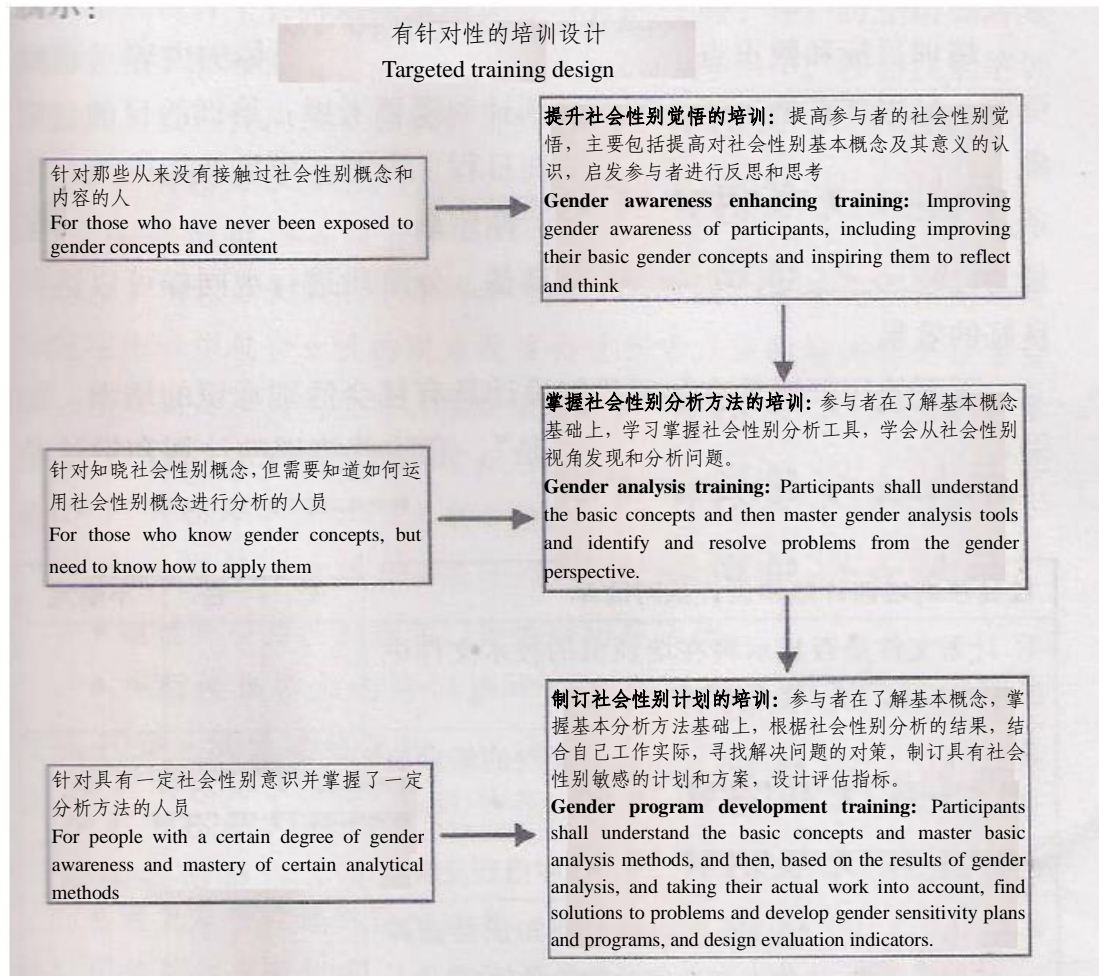 有针对性的培训设计
Targeted training design
针对那些从来没有接触过社会性别概念和
内容的人
For those who have never been exposed to
gender concepts and content
提升社会性别觉悟的培训：提高参与者的社会性别觉
悟，主要包括提高对社会性别基本概念及其意义的认
识，启发参与者进行反思和思考
Gender awareness enhancing training: Improving
gender awareness of participants, including improving
their basic gender concepts and inspiring them to reflect
and think
针对知晓社会性别概念，但需要知道如何运
用社会性别概念进行分析的人员
For those who know gender concepts, but
need to know how to apply them
掌握社会性别分析方法的培训：参与者在了解基本概念
基础上，学习掌握社会性别分析工具，学会从社会性别
视角发现和分析问题。
Gender analysis training: Participants shall understand
the basic concepts and then master gender analysis tools
and identify and resolve problems from the gender
perspective.
针对具有一定社会性别意识并掌握了一定
分析方法的人员
For people with a certain degree of gender
awareness and mastery of certain analytical
methods
制订社会性别计划的培训：参与者在了解基本概念，掌
握基本分析方法基础上，根据社会性别分析的结果，结
合自己工作实际，寻找解决问题的对策，制订具有社会
性别敏感的计划和方案，设计评估指标。
Gender program development training: Participants
shall understand the basic concepts and master basic
analysis methods, and then, based on the results of gender
analysis, and taking their actual work into account, find
solutions to problems and develop gender sensitivity plans
and programs, and design evaluation indicators.